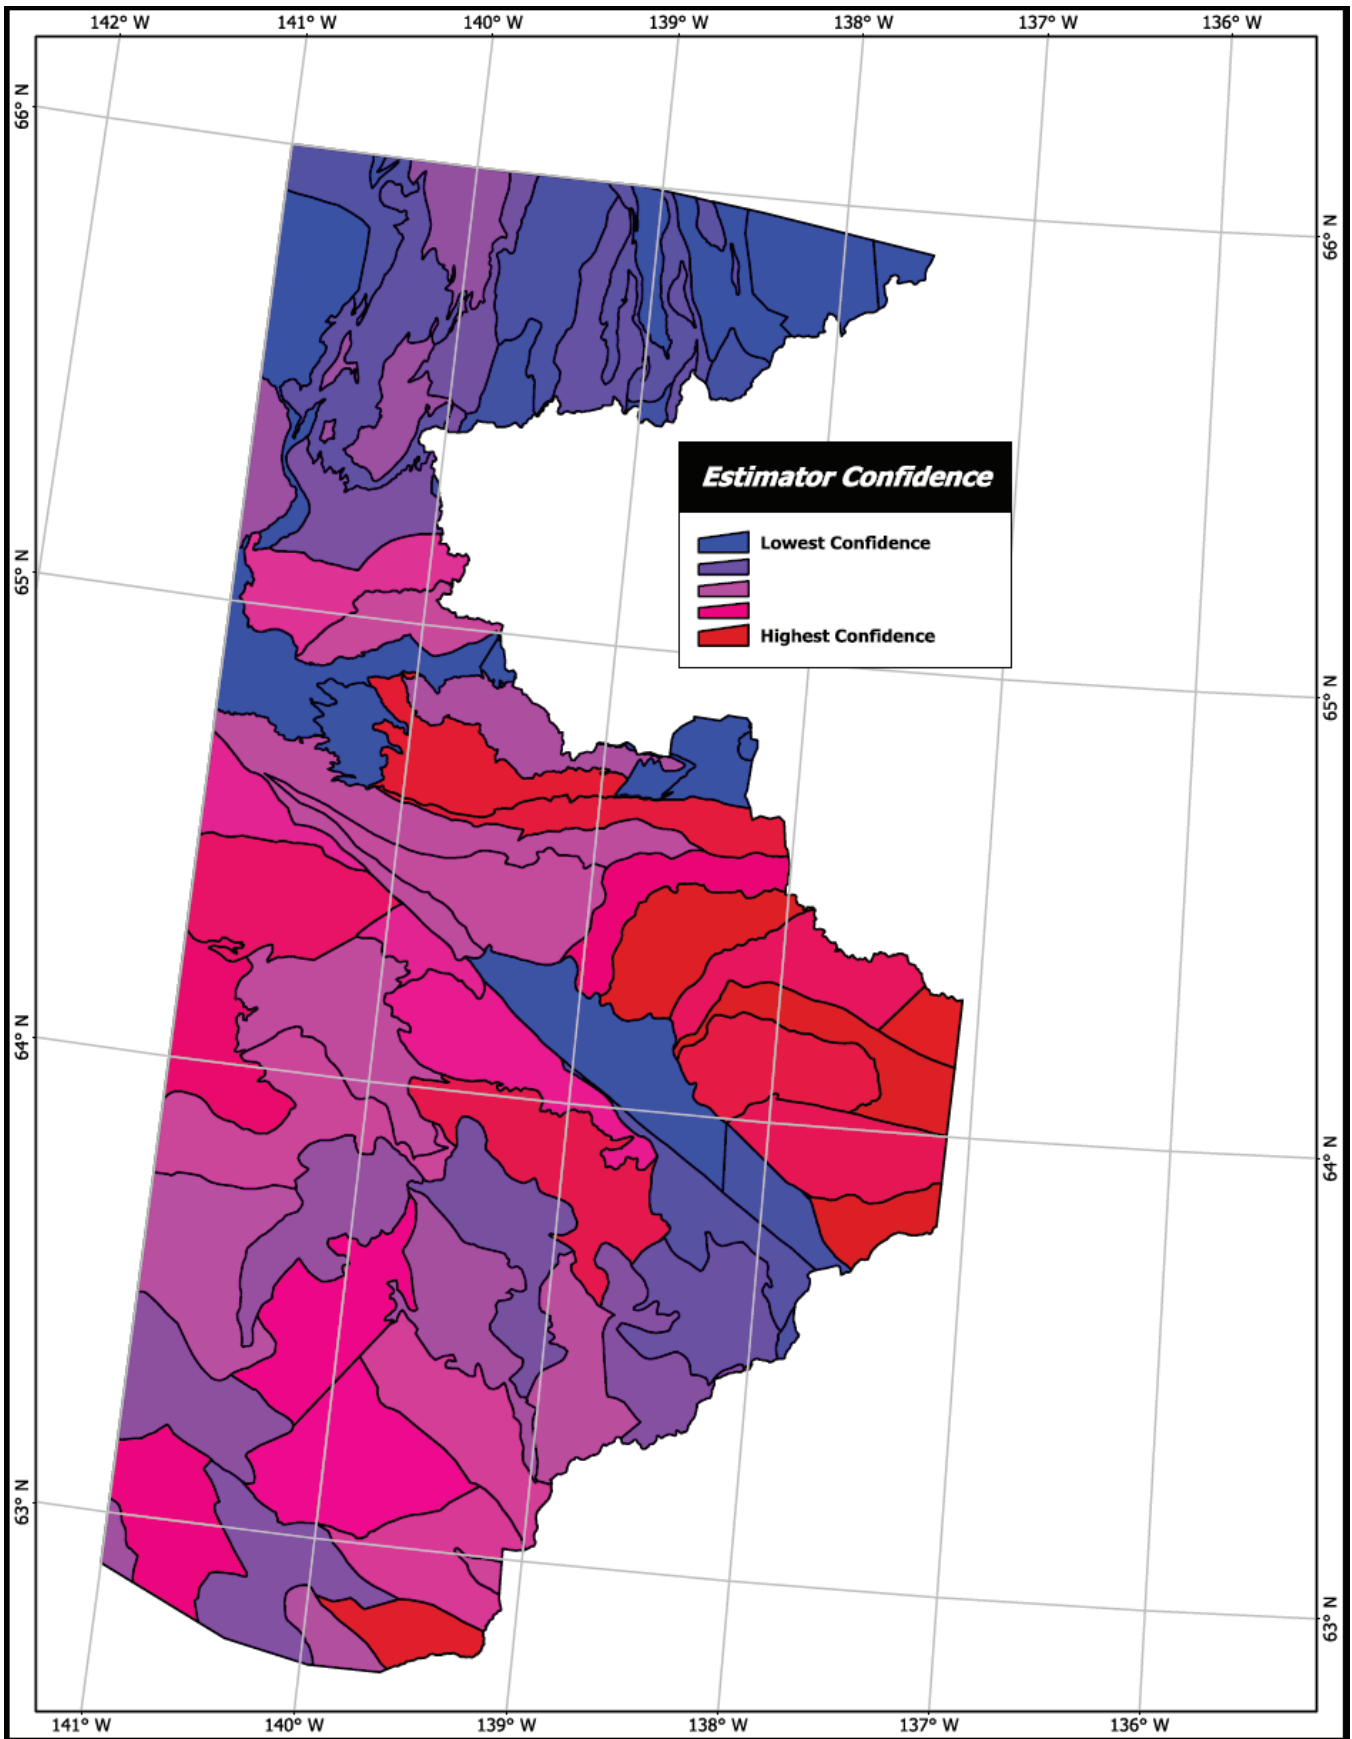 142° W 141° W 140° W 139° W 138° W 137° W 136° W
66° N
66° N
Estimator Confidence
Lowest Confidence
Highest Confidence
65° N
65° N
64° N
64° N
63° N
63° N
141° W 140° W 139° W 138° W 137° W 136° W